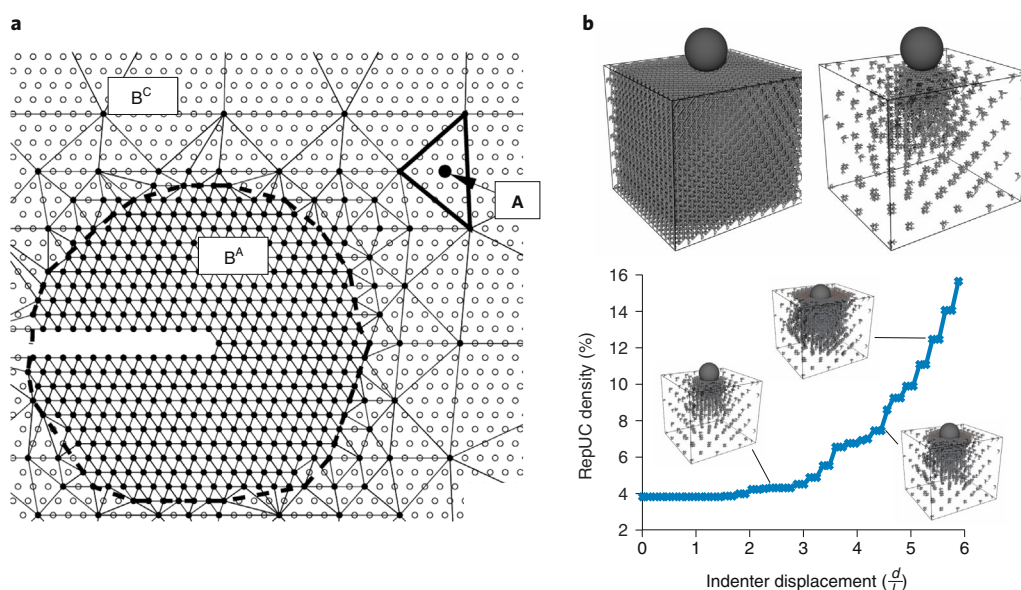 a
b
B^C
A
B^A
16
14
12
10
8
6
4
2
RepUC density (%)
0 1 2 3 4 5 6
Indenter displacement (d/l)